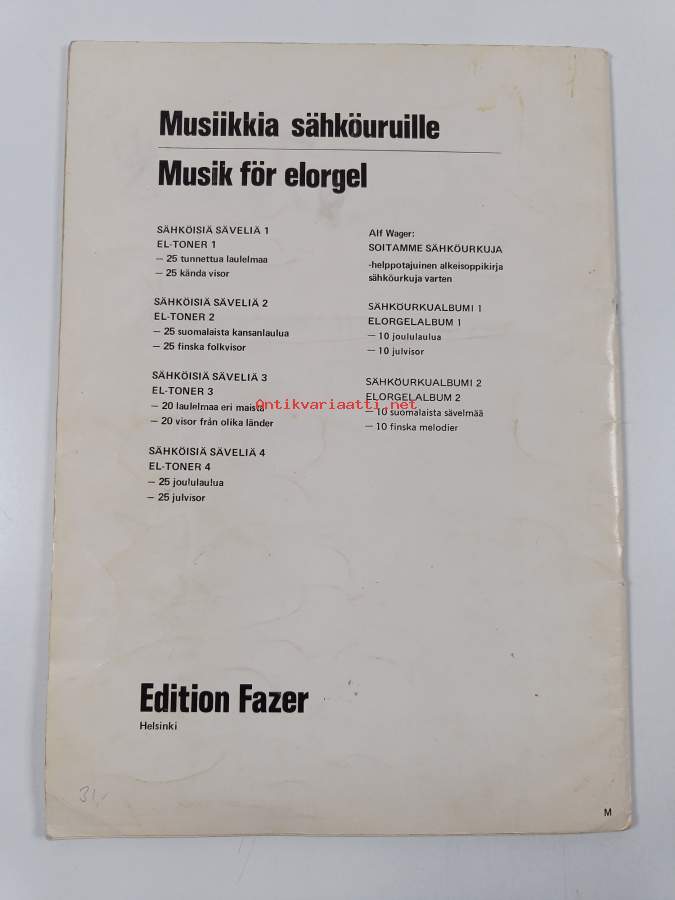 Musiikkia sähköuruille
Musik för elorgel
SÄHKÖISIÄ SÄVELIÄ 1
EL-TONER 1
– 25 tunnettua laulelmaa
– 25 kända visor
SÄHKÖISIÄ SÄVELIÄ 2
EL-TONER 2
– 25 suomalaista kansanlaulua
– 25 finska folkvisor
SÄHKÖISIÄ SÄVELIÄ 3
EL-TONER 3
– 20 laulelmaa eri maista
– 20 visor från olika länder
SÄHKÖISIÄ SÄVELIÄ 4
EL-TONER 4
– 25 joululaulua
– 25 julvisor
Alf Wager:
SOITAMME SÄHKÖURKUJA
-helppotajuinen alkeisoppikirja
sähköurkuja varten
SÄHKÖURKUALBUMI 1
ELORGELALBUM 1
– 10 joululaulua
– 10 julvisor
SÄHKÖURKUALBUMI 2
ELORGELALBUM 2
– 10 suomalaista sävelmää
– 10 finska melodier
Antikvariaatti.net
Edition Fazer
Helsinki
31,-
M